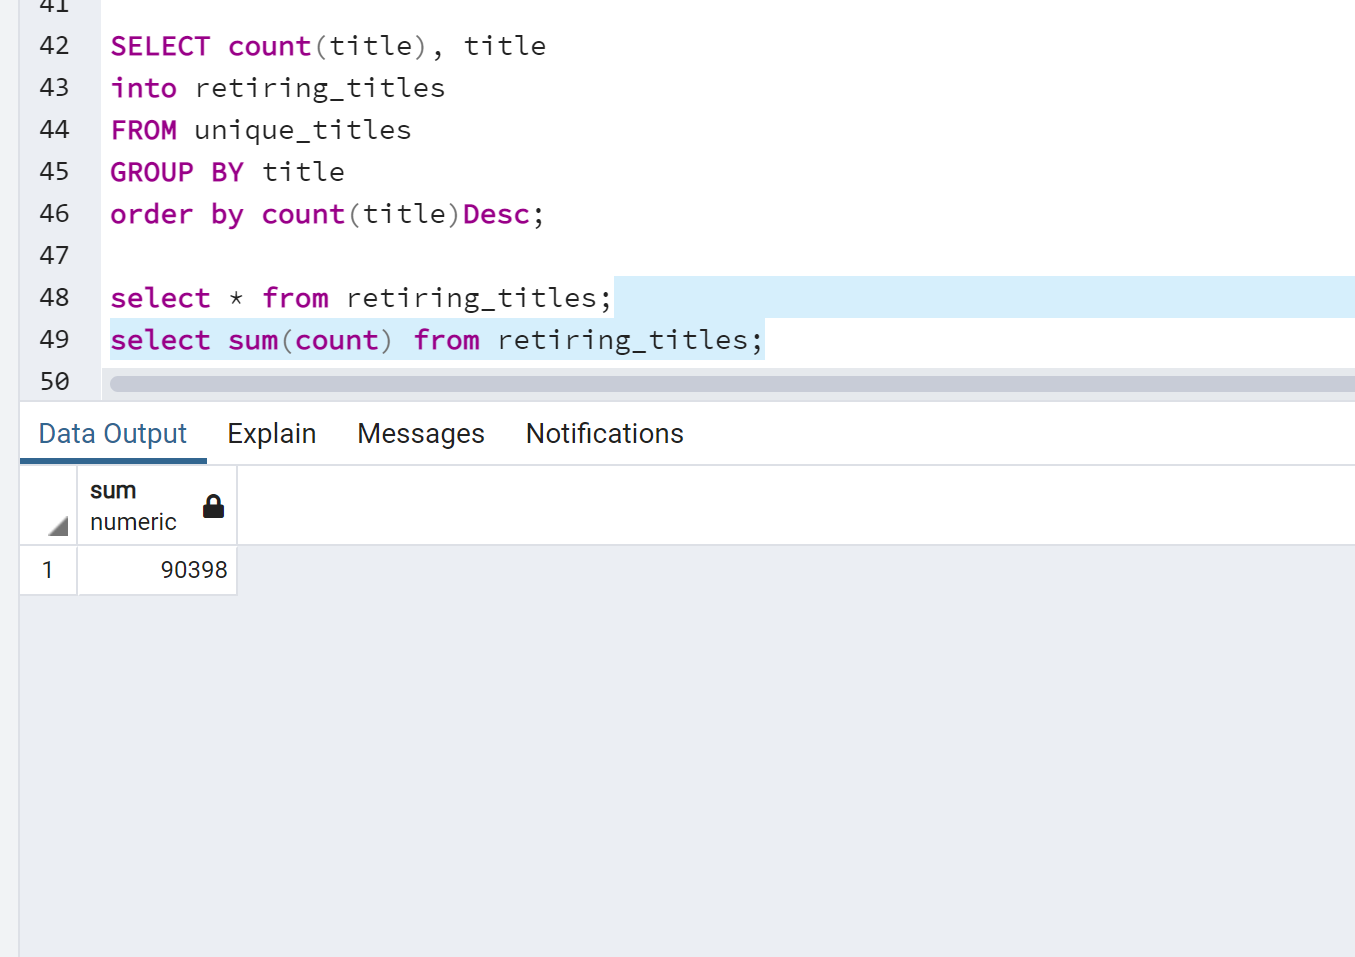 41
42 SELECT count(title), title
43 into retiring_titles
44 FROM unique_titles
45 GROUP BY title
46 order by count(title)Desc;
47
48 select * from retiring_titles;
49 select sum(count) from retiring_titles;
50
Data Output Explain Messages Notifications
sum
numeric
1 90398